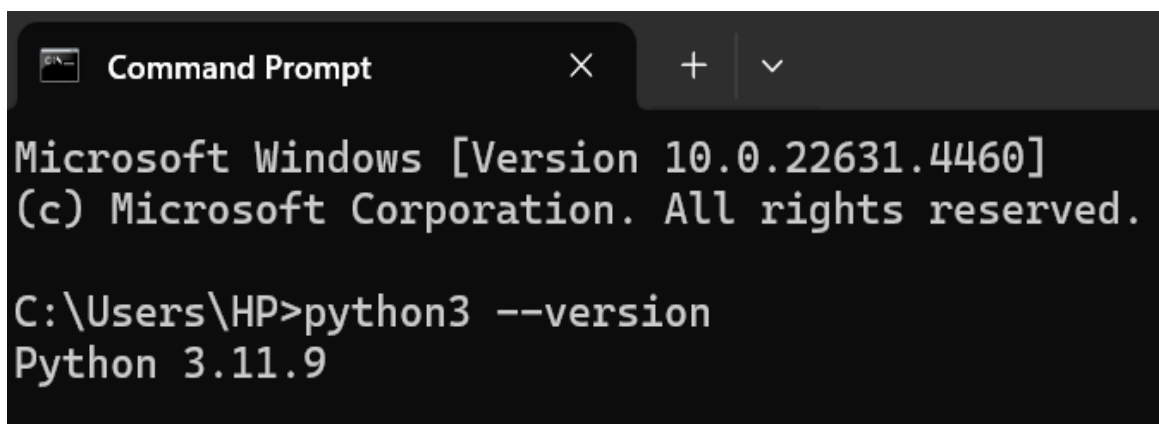 Command Prompt
Microsoft Windows [Version 10.0.22631.4460]
(c) Microsoft Corporation. All rights reserved.
C:\Users\HP>python3 --version
Python 3.11.9